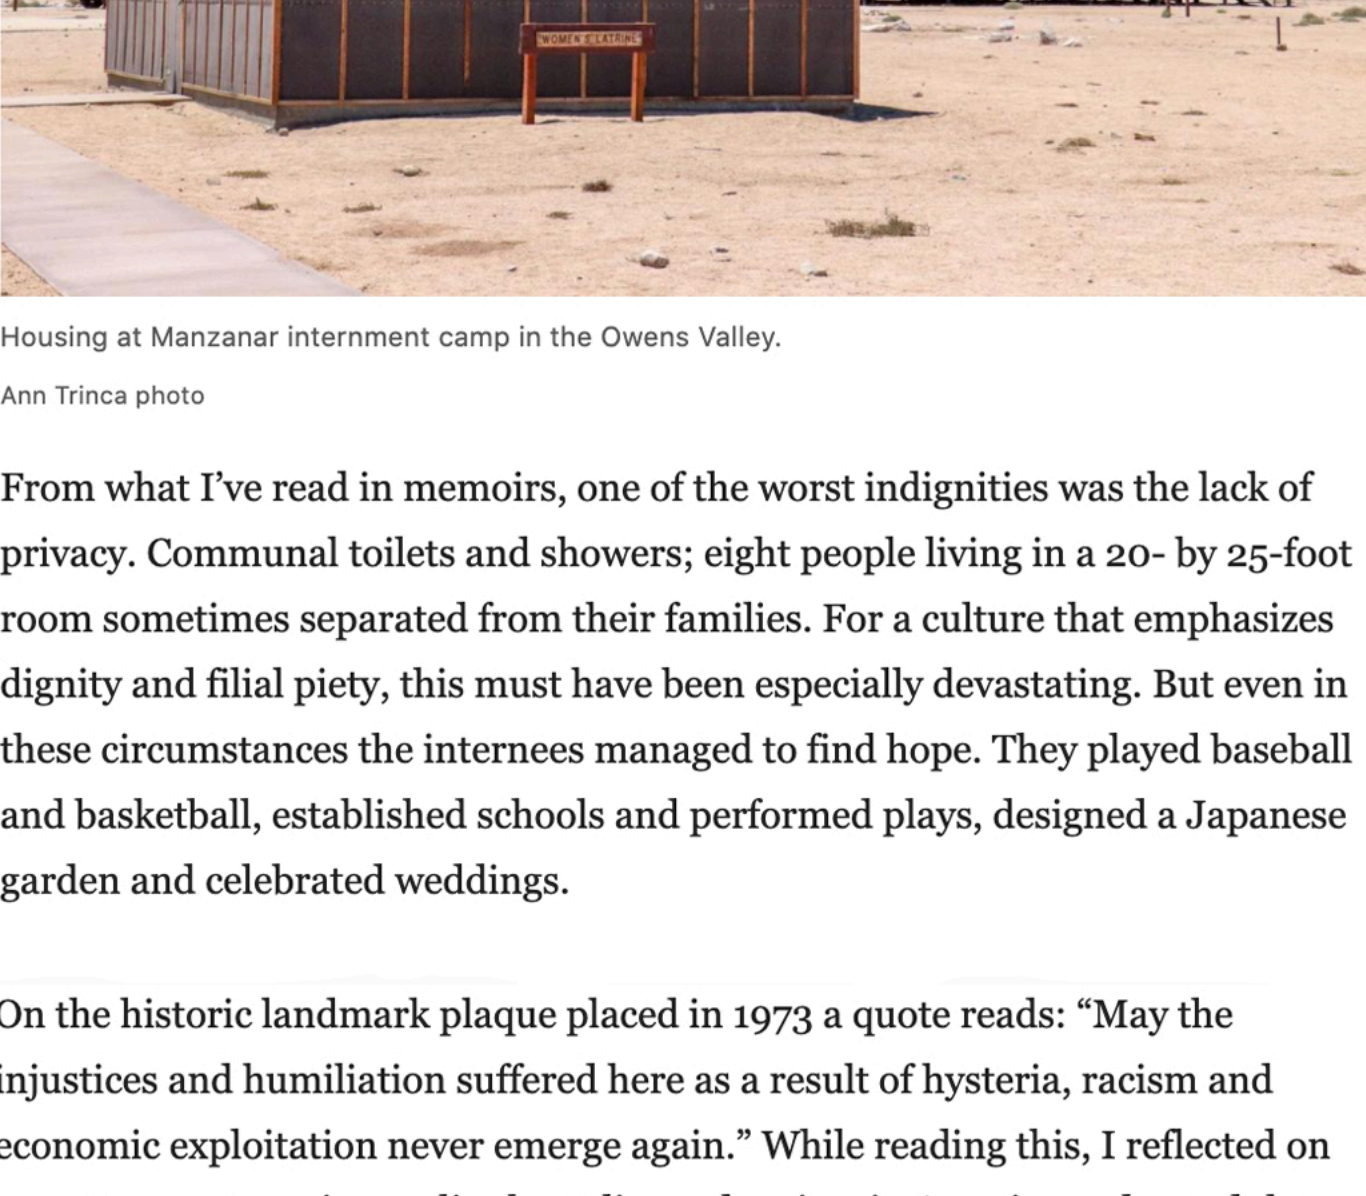 WOMEN'S LATRINE
Housing at Manzanar internment camp in the Owens Valley.
Ann Trinca photo
From what I’ve read in memoirs, one of the worst indignities was the lack of
privacy. Communal toilets and showers; eight people living in a 20- by 25-foot
room sometimes separated from their families. For a culture that emphasizes
dignity and filial piety, this must have been especially devastating. But even in
these circumstances the internees managed to find hope. They played baseball
and basketball, established schools and performed plays, designed a Japanese
garden and celebrated weddings.
On the historic landmark plaque placed in 1973 a quote reads: “May the
injustices and humiliation suffered here as a result of hysteria, racism and
economic exploitation never emerge again.” While reading this, I reflected on